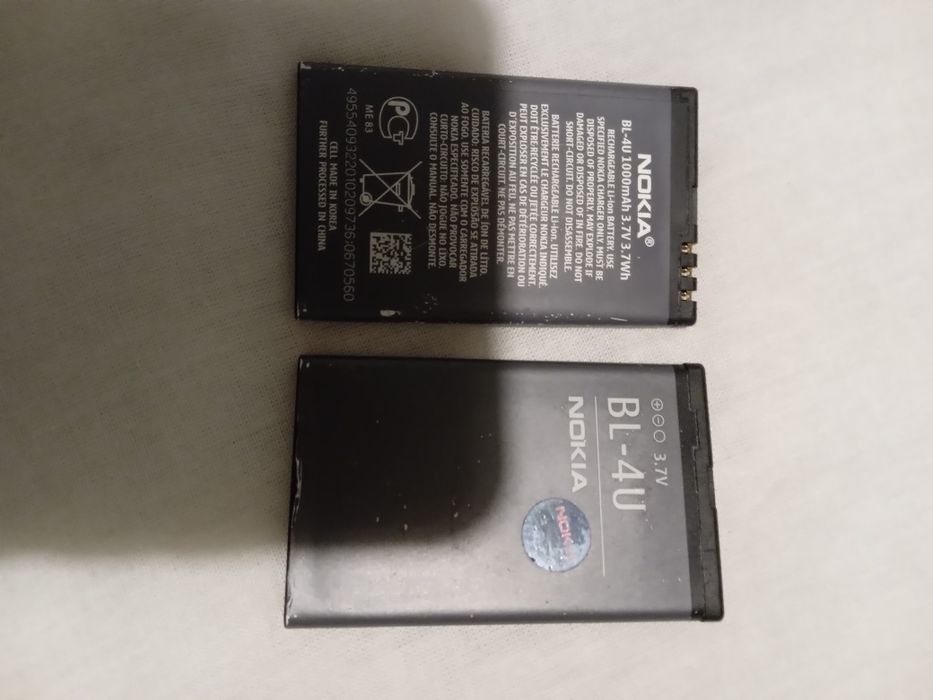 NOKIA®
BL-4U 1000mAh 3.7V 3.7Wh
RECHARGEABLE Li-Ion BATTERY USE
SPECIFIED NOKIA CHARGER ONLY. MUST BE
DISPOSED OF PROPERLY. MAY EXPLODE IF
DAMAGED OR DISPOSED OF IN FIRE. DO NOT
SHORT-CIRCUIT. DO NOT DISASSEMBLE.
BATTERIE RECHARGEABLE Li-Ion. UTILISEZ
EXCLUSIVEMENT LE CHARGEUR NOKIA INDIQUÉ.
DOIT ÊTRE RECYCLÉE OU JETÉE CORRECTEMENT.
PEUT EXPLOSER EN CAS DE DÉTÉRIORATION OU
D'EXPOSITION AU FEU. NE PAS METTRE EN
COURT-CIRCUIT. NE PAS DÉMONTER.
BATERIA RECARREGÁVEL DE ÍON DE LÍTIO.
CUIDADO: RISCO DE EXPLOSÃO SE ATIRADA
AO FOGO. USE SOMENTE COM O CARREGADOR
NOKIA ESPECIFICADO. NÃO PROVOCAR
CURTO-CIRCUITO. NÃO JOGUE NO LIXO.
CONSULTE O MANUAL. NÃO DESMONTE.
ME 83
4955409322010209736:0670560
CELL MADE IN KOREA
FURTHER PROCESSED IN CHINA
3.7V
BL-4U
NOKIA
NOKIA